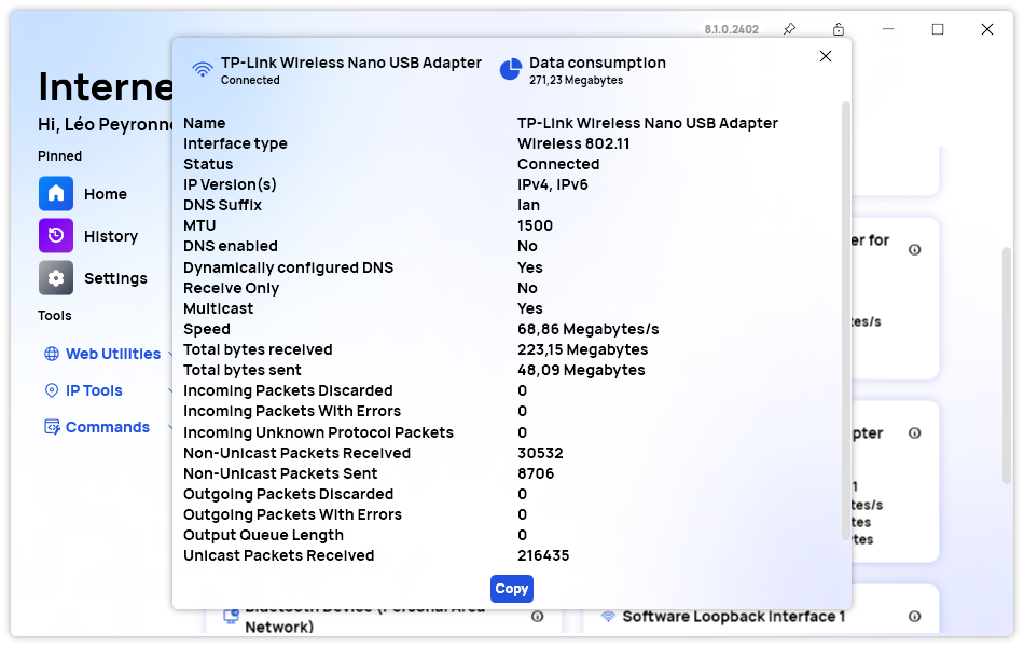 8.1.0.2402
Interne
Hi, Léo Peyronn
Pinned
Home
History
Settings
Tools
Web Utilities
IP Tools
Commands
TP-Link Wireless Nano USB Adapter
Connected
Data consumption
271,23 Megabytes
Name TP-Link Wireless Nano USB Adapter
Interface type Wireless 802.11
Status Connected
IP Version(s) IPv4, IPv6
DNS Suffix lan
MTU 1500
DNS enabled No
Dynamically configured DNS Yes
Receive Only No
Multicast Yes
Speed 68,86 Megabytes/s
Total bytes received 223,15 Megabytes
Total bytes sent 48,09 Megabytes
Incoming Packets Discarded 0
Incoming Packets With Errors 0
Incoming Unknown Protocol Packets 0
Non-Unicast Packets Received 30532
Non-Unicast Packets Sent 8706
Outgoing Packets Discarded 0
Outgoing Packets With Errors 0
Output Queue Length 0
Unicast Packets Received 216435
Copy
er for
tes/s
pter
1
tes/s
tes
ytes
Bluetooth Device (Personal Area
Network)
Software Loopback Interface 1